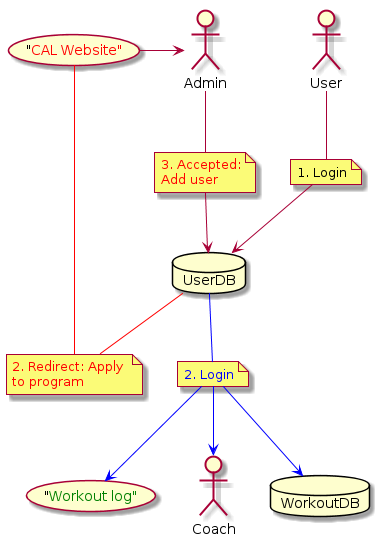 "CAL Website"
Admin
User
3. Accepted:
Add user
1. Login
UserDB
2. Redirect: Apply
to program
2. Login
"Workout log"
Coach
WorkoutDB